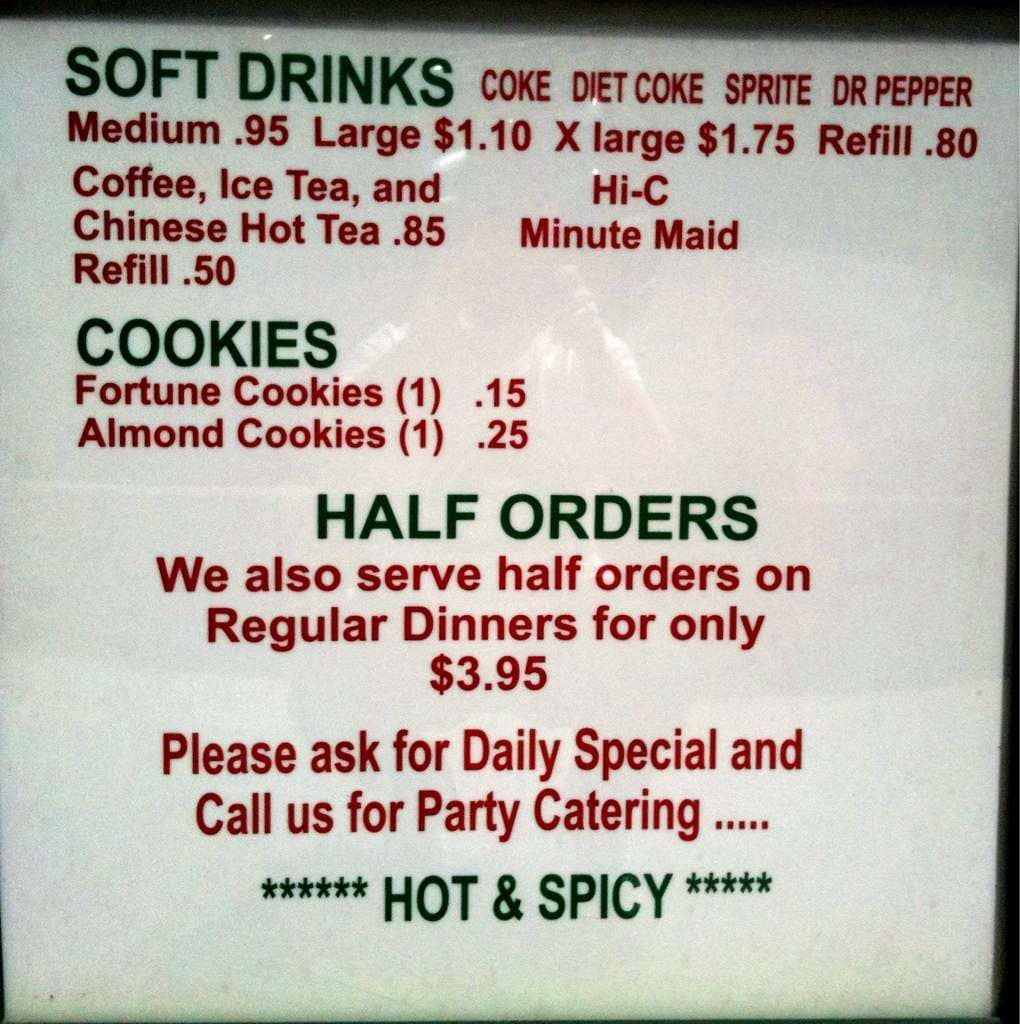 SOFT DRINKS COKE DIET COKE SPRITE DR PEPPER
Medium .95 Large $1.10 X large $1.75 Refill .80
Coffee, Ice Tea, and Hi-C
Chinese Hot Tea .85 Minute Maid
Refill .50
COOKIES
Fortune Cookies (1) .15
Almond Cookies (1) .25
HALF ORDERS
We also serve half orders on
Regular Dinners for only
$3.95
Please ask for Daily Special and
Call us for Party Catering .....
****** HOT & SPICY *****